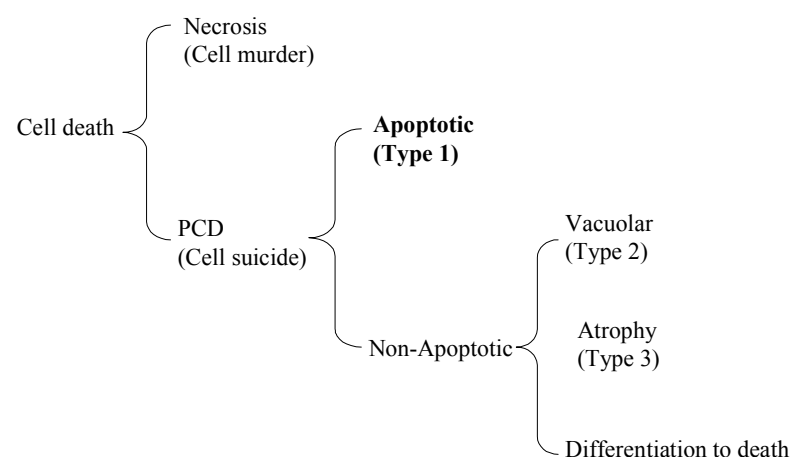 Necrosis
(Cell murder)
Cell death
Apoptotic
(Type 1)
PCD
(Cell suicide)
Vacuolar
(Type 2)
Atrophy
(Type 3)
Non-Apoptotic
Differentiation to death